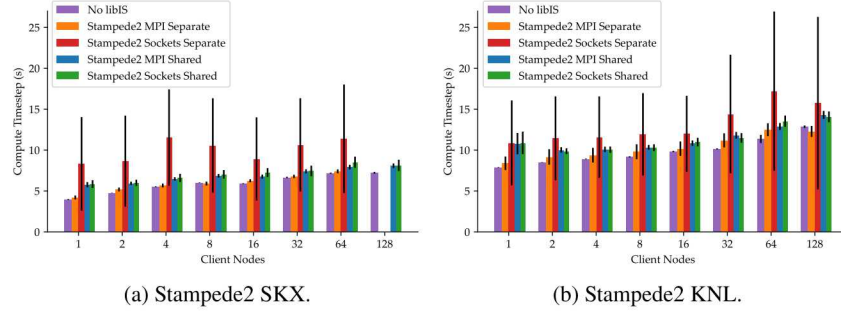 No libIS
Stampede2 MPI Separate
Stampede2 Sockets Separate
Stampede2 MPI Shared
Stampede2 Sockets Shared
Compute Timestep (s)
25
20
15
10
5
0
1 2 4 8 16 32 64 128
Client Nodes
(a) Stampede2 SKX.
No libIS
Stampede2 MPI Separate
Stampede2 Sockets Separate
Stampede2 MPI Shared
Stampede2 Sockets Shared
Compute Timestep (s)
25
20
15
10
5
0
1 2 4 8 16 32 64 128
Client Nodes
(b) Stampede2 KNL.